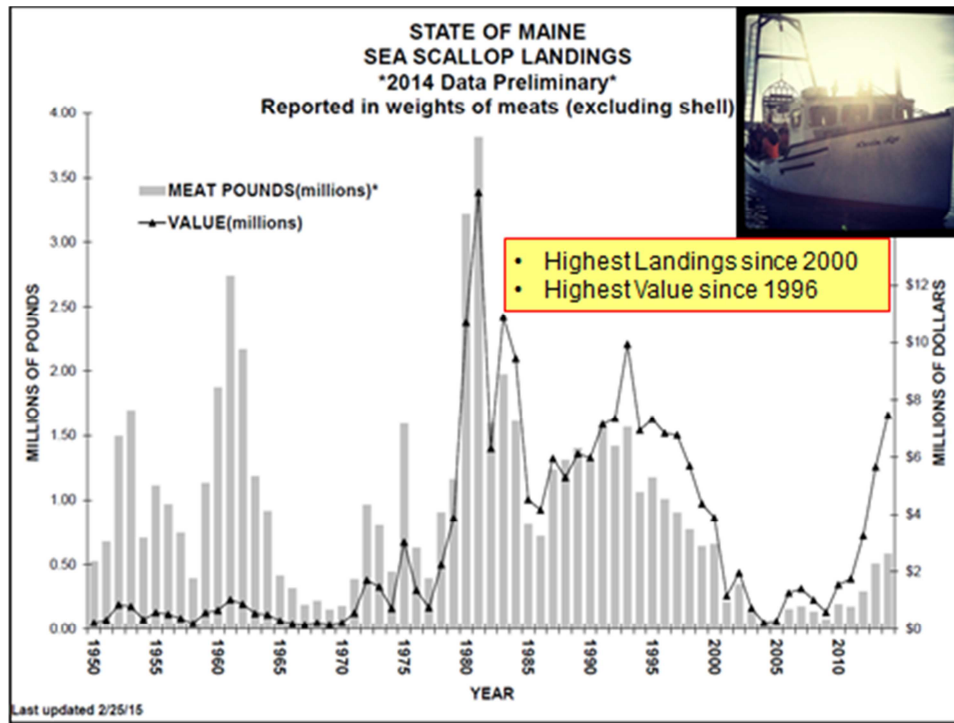 STATE OF MAINE
SEA SCALLOP LANDINGS
*2014 Data Preliminary*
Reported in weights of meats (excluding shell)
4.00
3.50
3.00
2.50
2.00
1.50
1.00
0.50
0.00
MILLIONS OF POUNDS
MEAT POUNDS(millions)*
VALUE(millions)
• Highest Landings since 2000
• Highest Value since 1996
$12
$10
$8
$6
$4
$2
$0
MILLIONS OF DOLLARS
1950
1955
1960
1965
1970
1975
1980
1985
1990
1995
2000
2005
2010
YEAR
Last updated 2/25/15